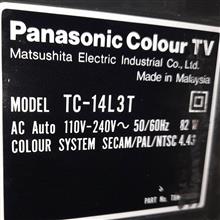 Panasonic Colour TV
Matsushita Electric Industrial Co., Ltd.
Made in Malaysia
MODEL TC-14L3T
AC Auto 110V-240V~ 50/60Hz 82W
COLOUR SYSTEM SECAM/PAL/NTSC 4.43
Part No.